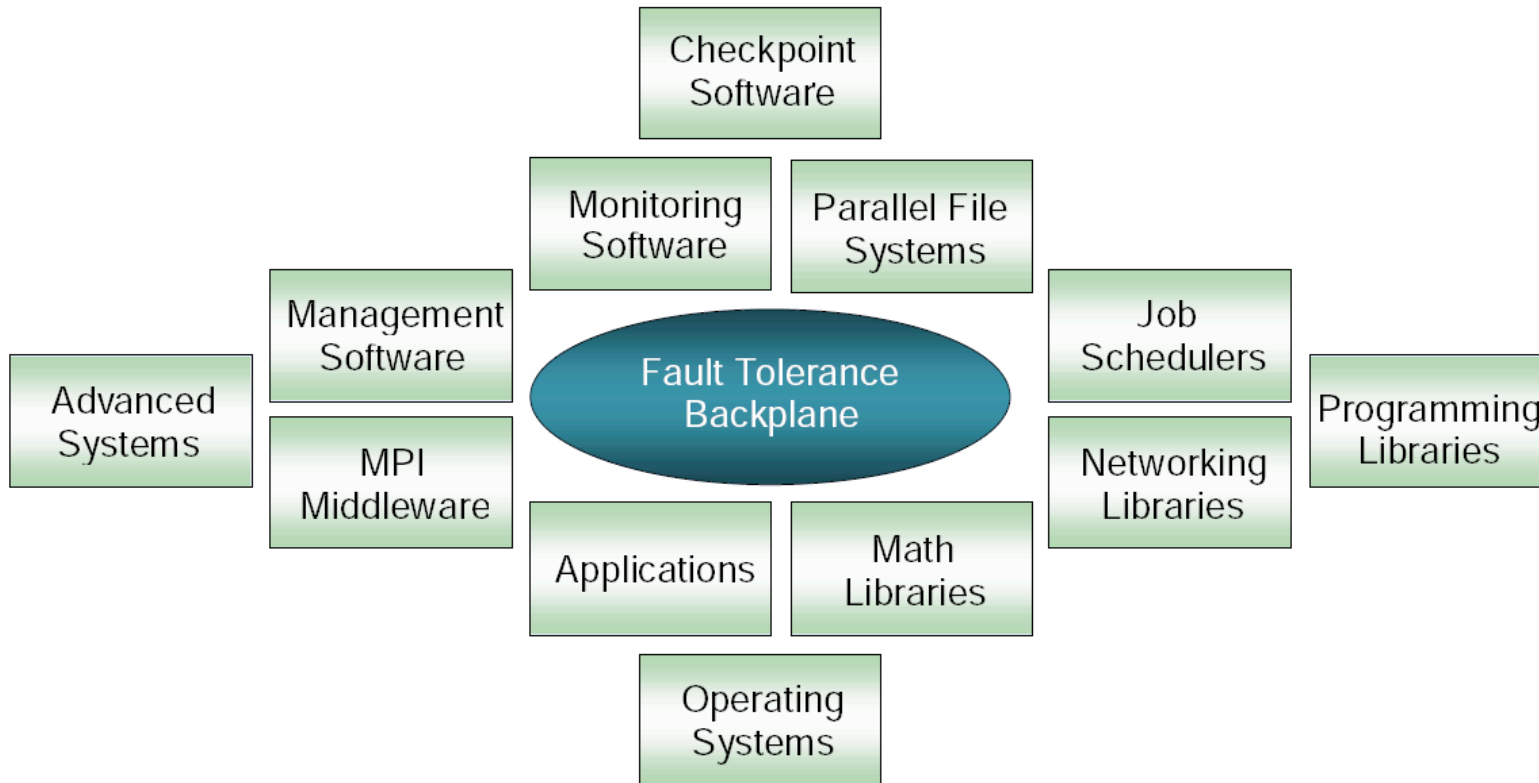 Checkpoint
Software
Monitoring
Software
Parallel File
Systems
Management
Software
Job
Schedulers
Fault Tolerance
Backplane
Advanced
Systems
Programming
Libraries
MPI
Middleware
Networking
Libraries
Applications
Math
Libraries
Operating
Systems